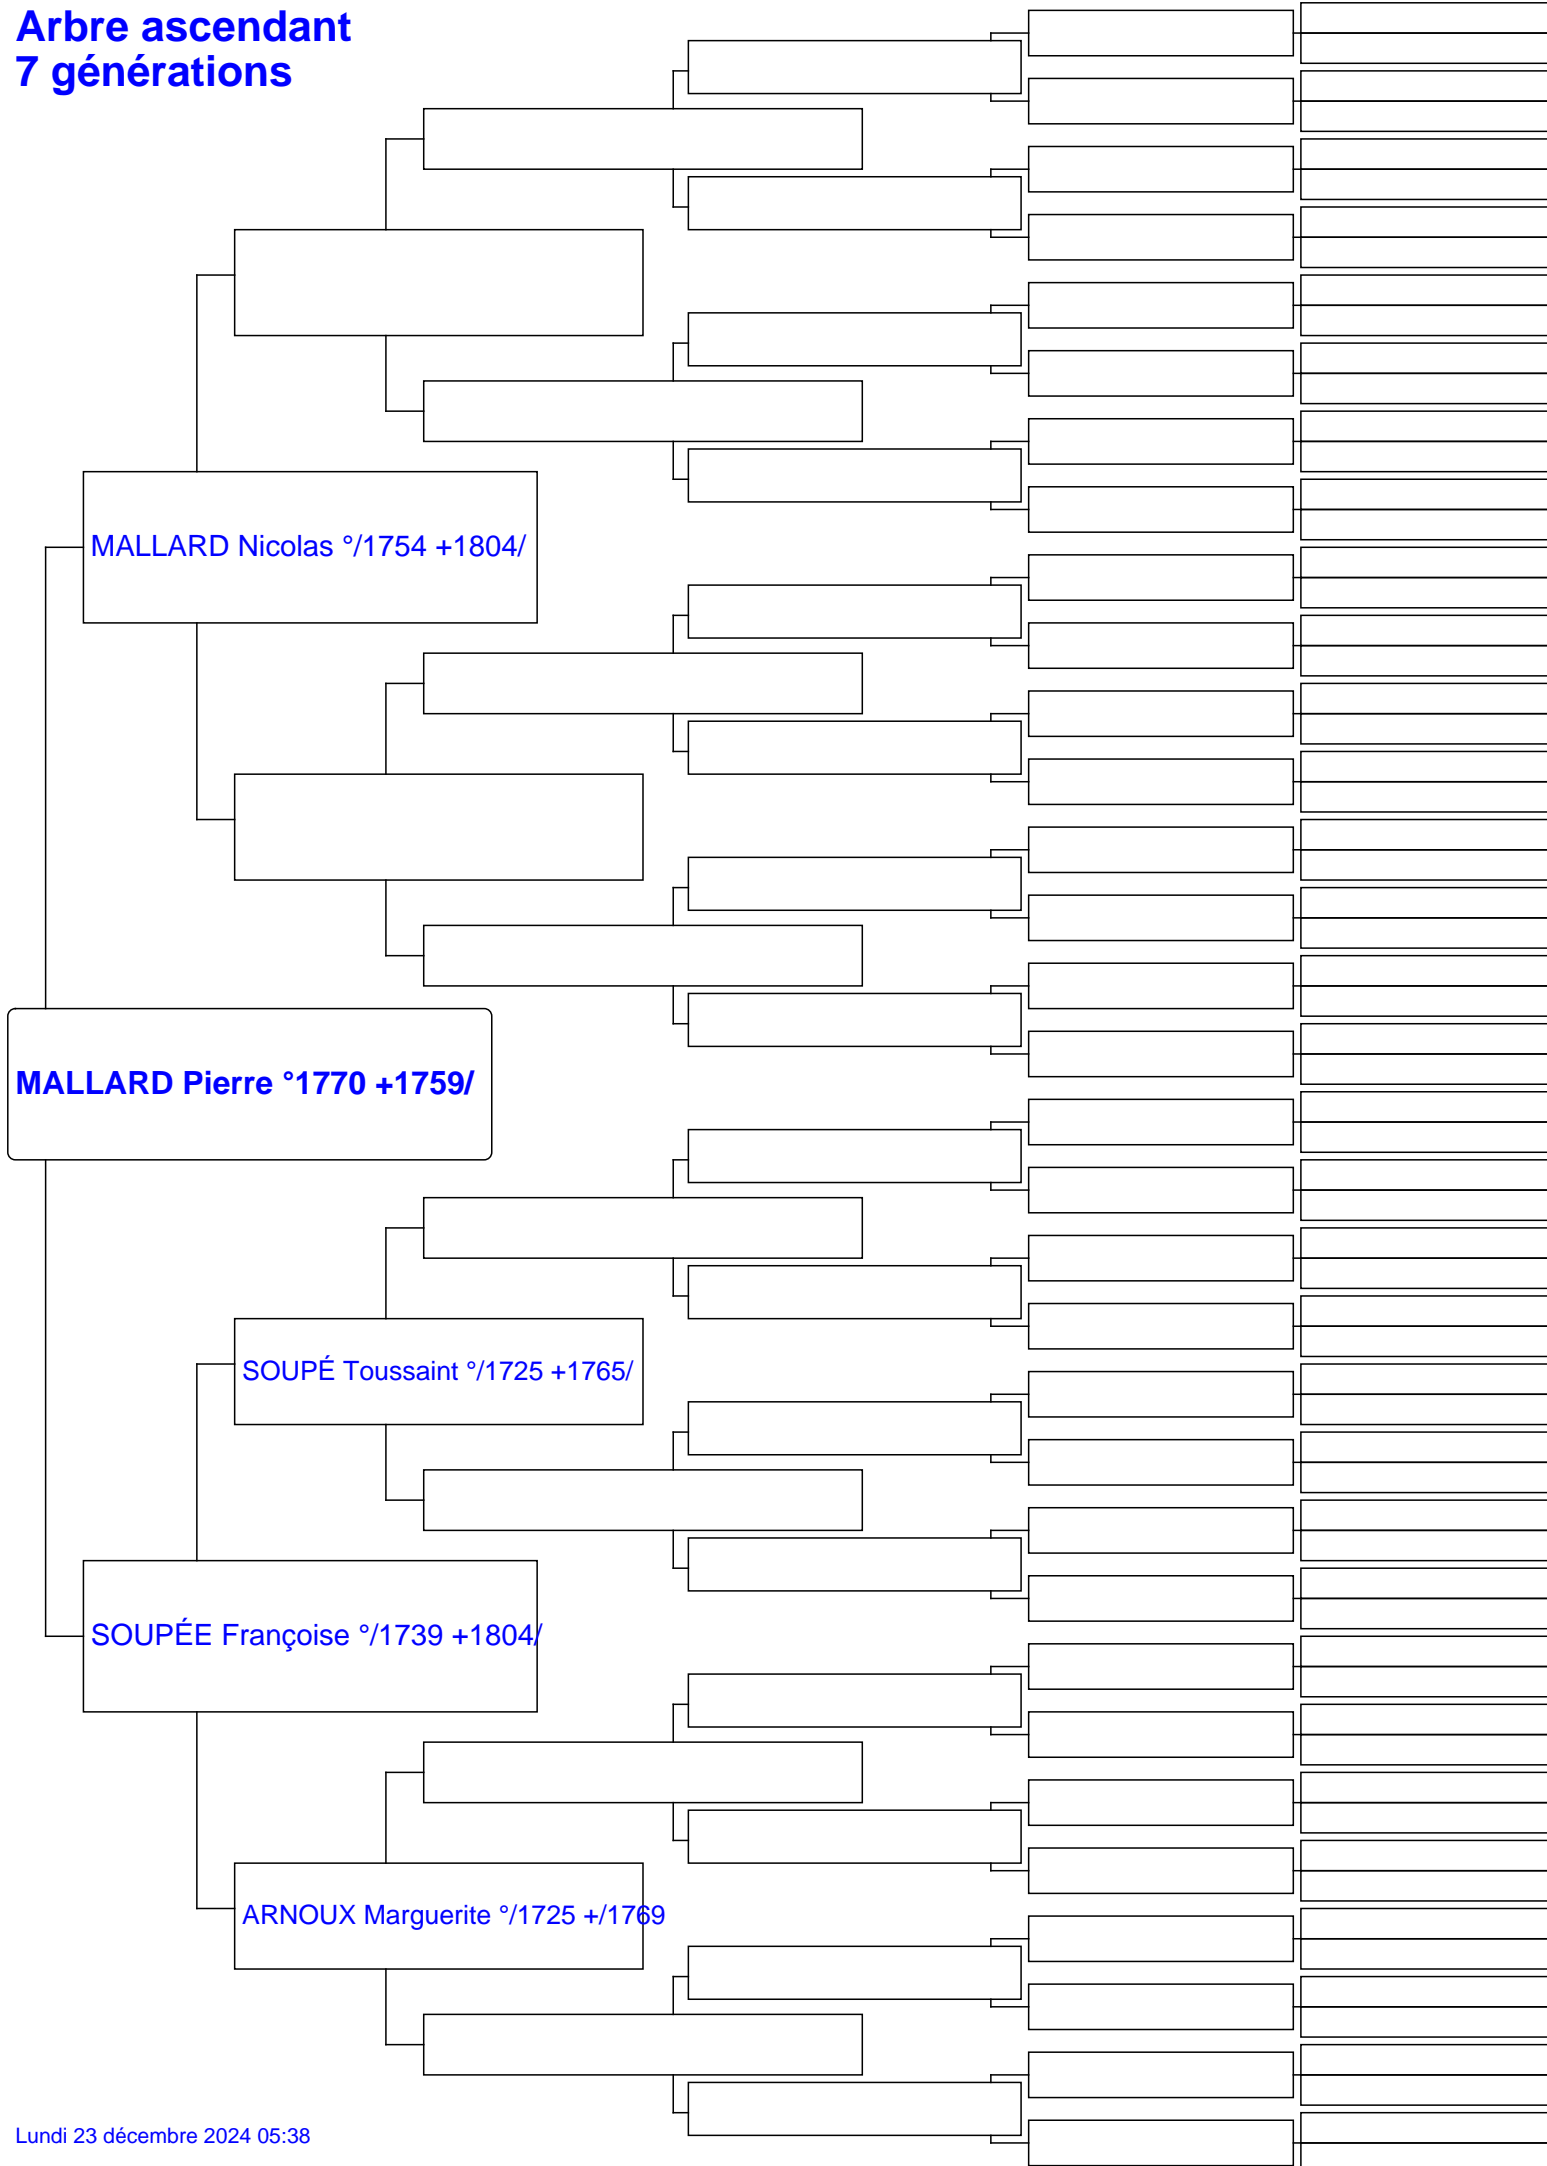 Arbre ascendant
7 générations
MALLARD Nicolas °/1754 +1804/
MALLARD Pierre °1770 +1759/
SOUPÉ Toussaint °/1725 +1765/
SOUPÉE Françoise °/1739 +1804/
ARNOUX Marguerite °/1725 +/1769
Lundi 23 décembre 2024 05:38